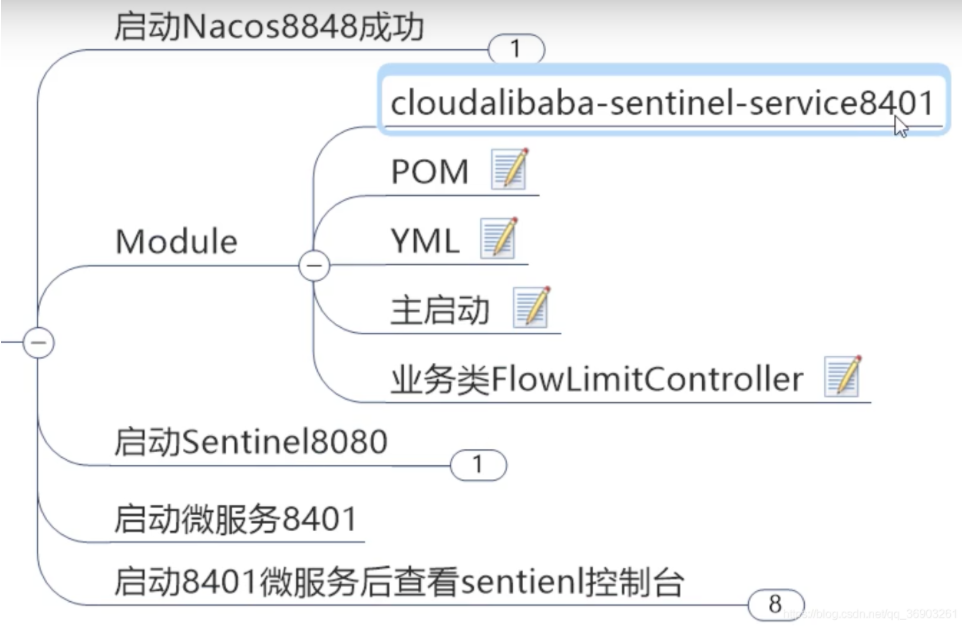 启动Nacos8848成功
1
cloudalibaba-sentinel-service8401
POM
YML
Module
主启动
业务类FlowLimitController
启动Sentinel8080
1
启动微服务8401
启动8401微服务后查看sentienl控制台
8
https://blog.csdn.net/qq_36903261